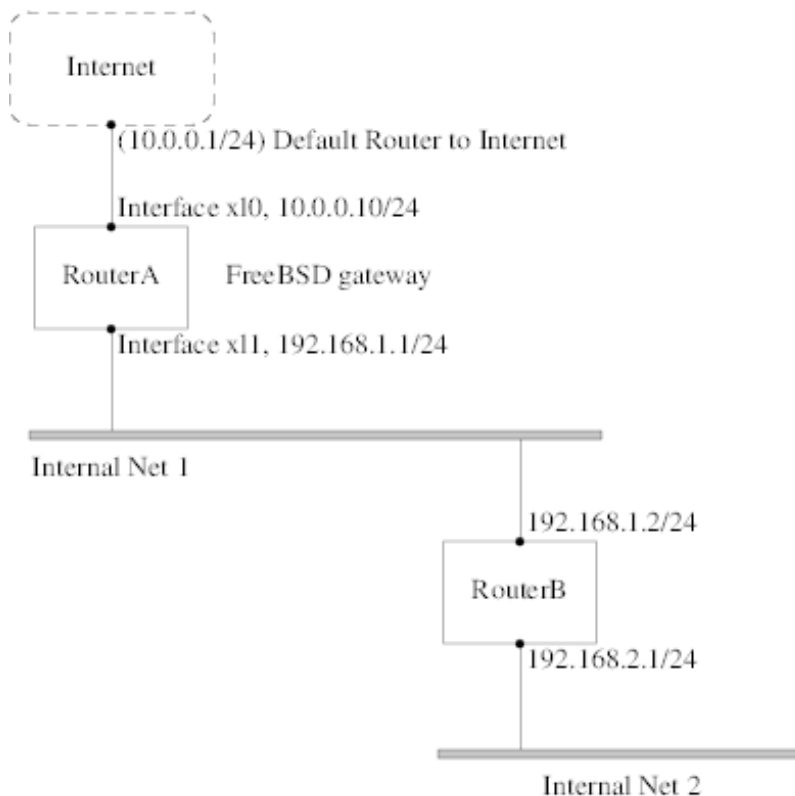 Internet
(10.0.0.1/24) Default Router to Internet
Interface xl0, 10.0.0.10/24
RouterA
FreeBSD gateway
Interface xl1, 192.168.1.1/24
Internal Net 1
192.168.1.2/24
RouterB
192.168.2.1/24
Internal Net 2